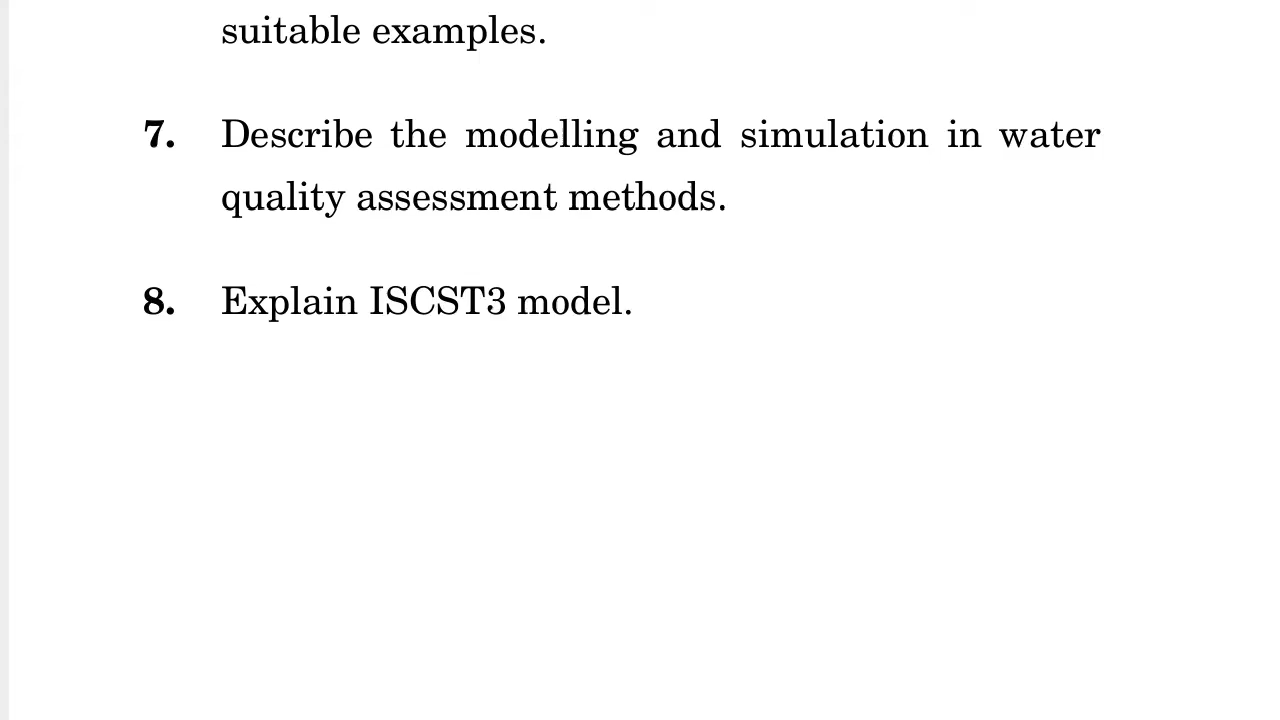 suitable examples.
7. Describe the modelling and simulation in water
quality assessment methods.
8. Explain ISCST3 model.